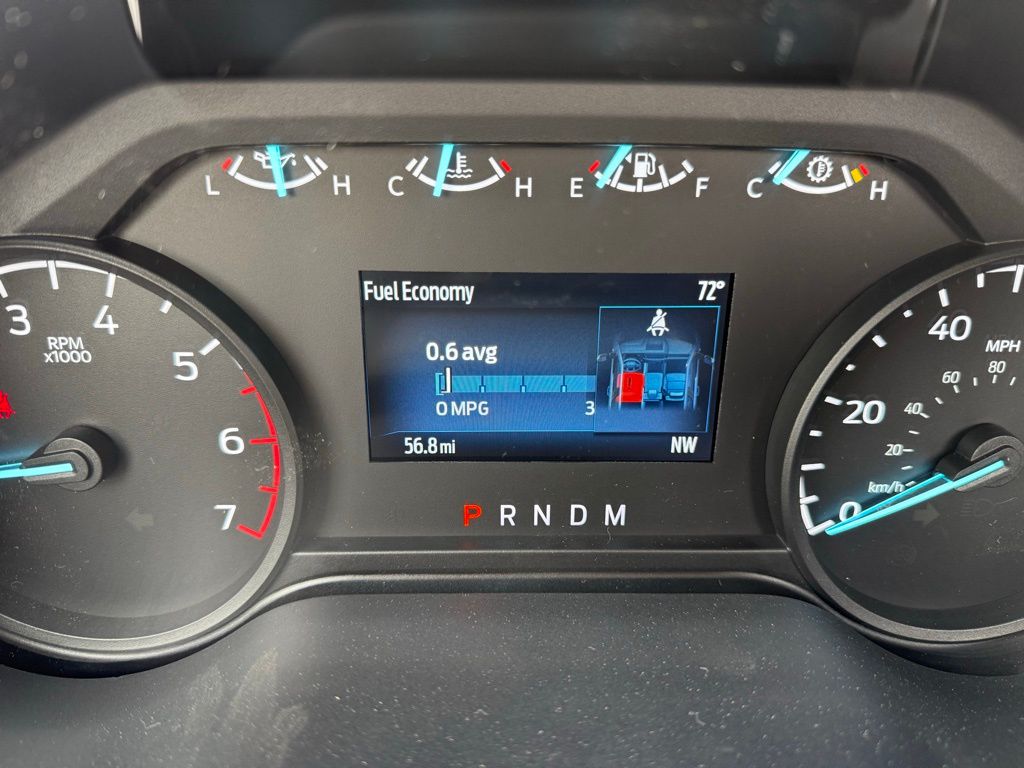 L H C H E F C H
Fuel Economy 72°
0.6 avg
0 MPG 3
56.8 mi NW
P R N D M
3 4 5 6 7
RPM
x1000
0 20 40
MPH
20 40 60 80
km/h